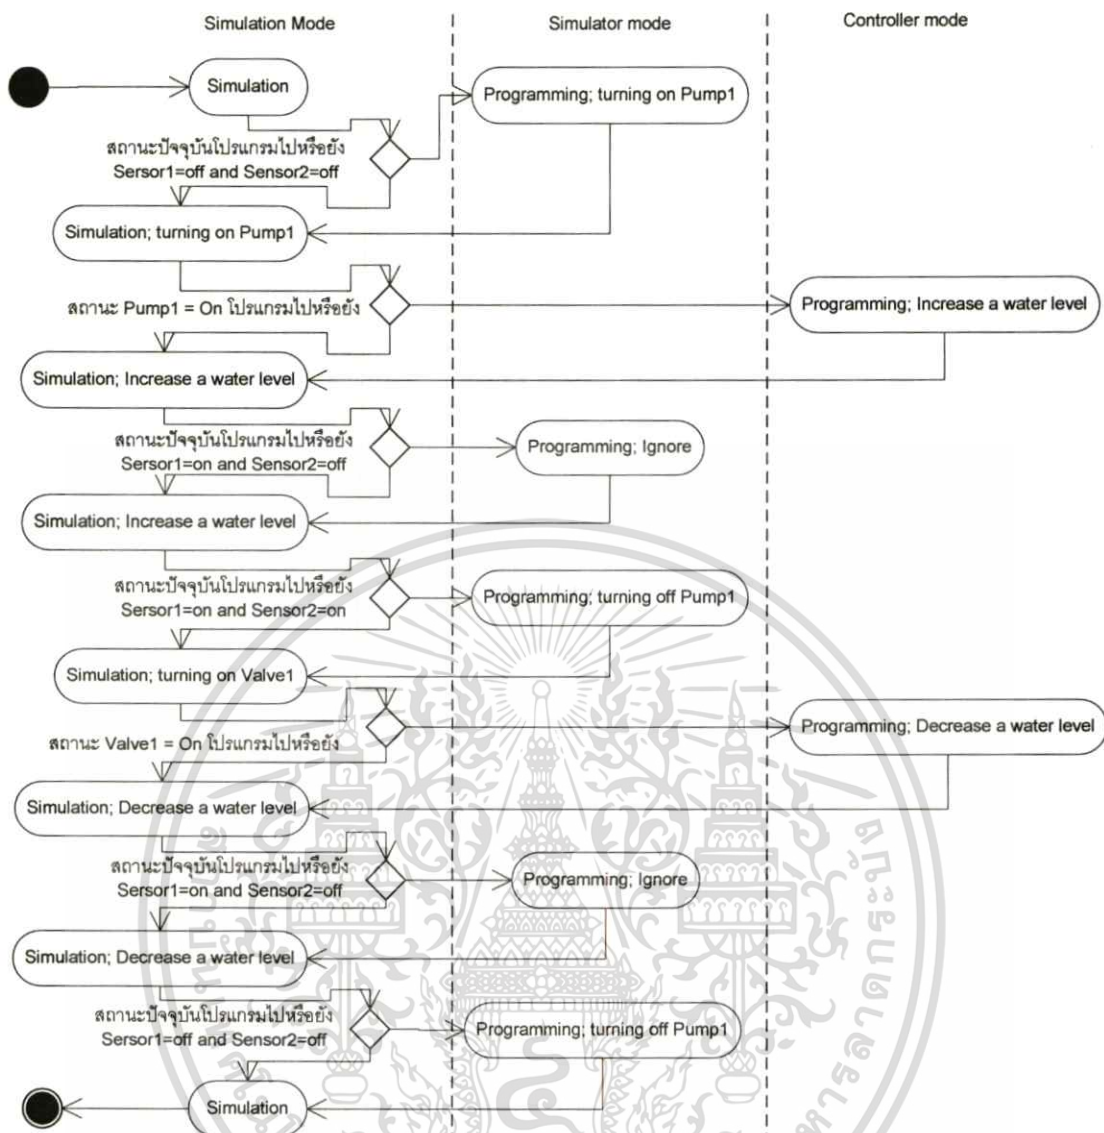 Simulation Mode
Simulator mode
Controller mode
Simulation
Programming; turning on Pump1
สถานะปัจจุบันโปรแกรมไปหรือยัง
Sersor1=off and Sensor2=off
Simulation; turning on Pump1
สถานะ Pump1 = On โปรแกรมไปหรือยัง
Programming; Increase a water level
Simulation; Increase a water level
สถานะปัจจุบันโปรแกรมไปหรือยัง
Sersor1=on and Sensor2=off
Programming; Ignore
Simulation; Increase a water level
สถานะปัจจุบันโปรแกรมไปหรือยัง
Sersor1=on and Sensor2=on
Programming; turning off Pump1
Simulation; turning on Valve1
สถานะ Valve1 = On โปรแกรมไปหรือยัง
Programming; Decrease a water level
Simulation; Decrease a water level
สถานะปัจจุบันโปรแกรมไปหรือยัง
Sersor1=on and Sensor2=off
Programming; Ignore
Simulation; Decrease a water level
สถานะปัจจุบันโปรแกรมไปหรือยัง
Sersor1=off and Sensor2=off
Programming; turning off Pump1
Simulation